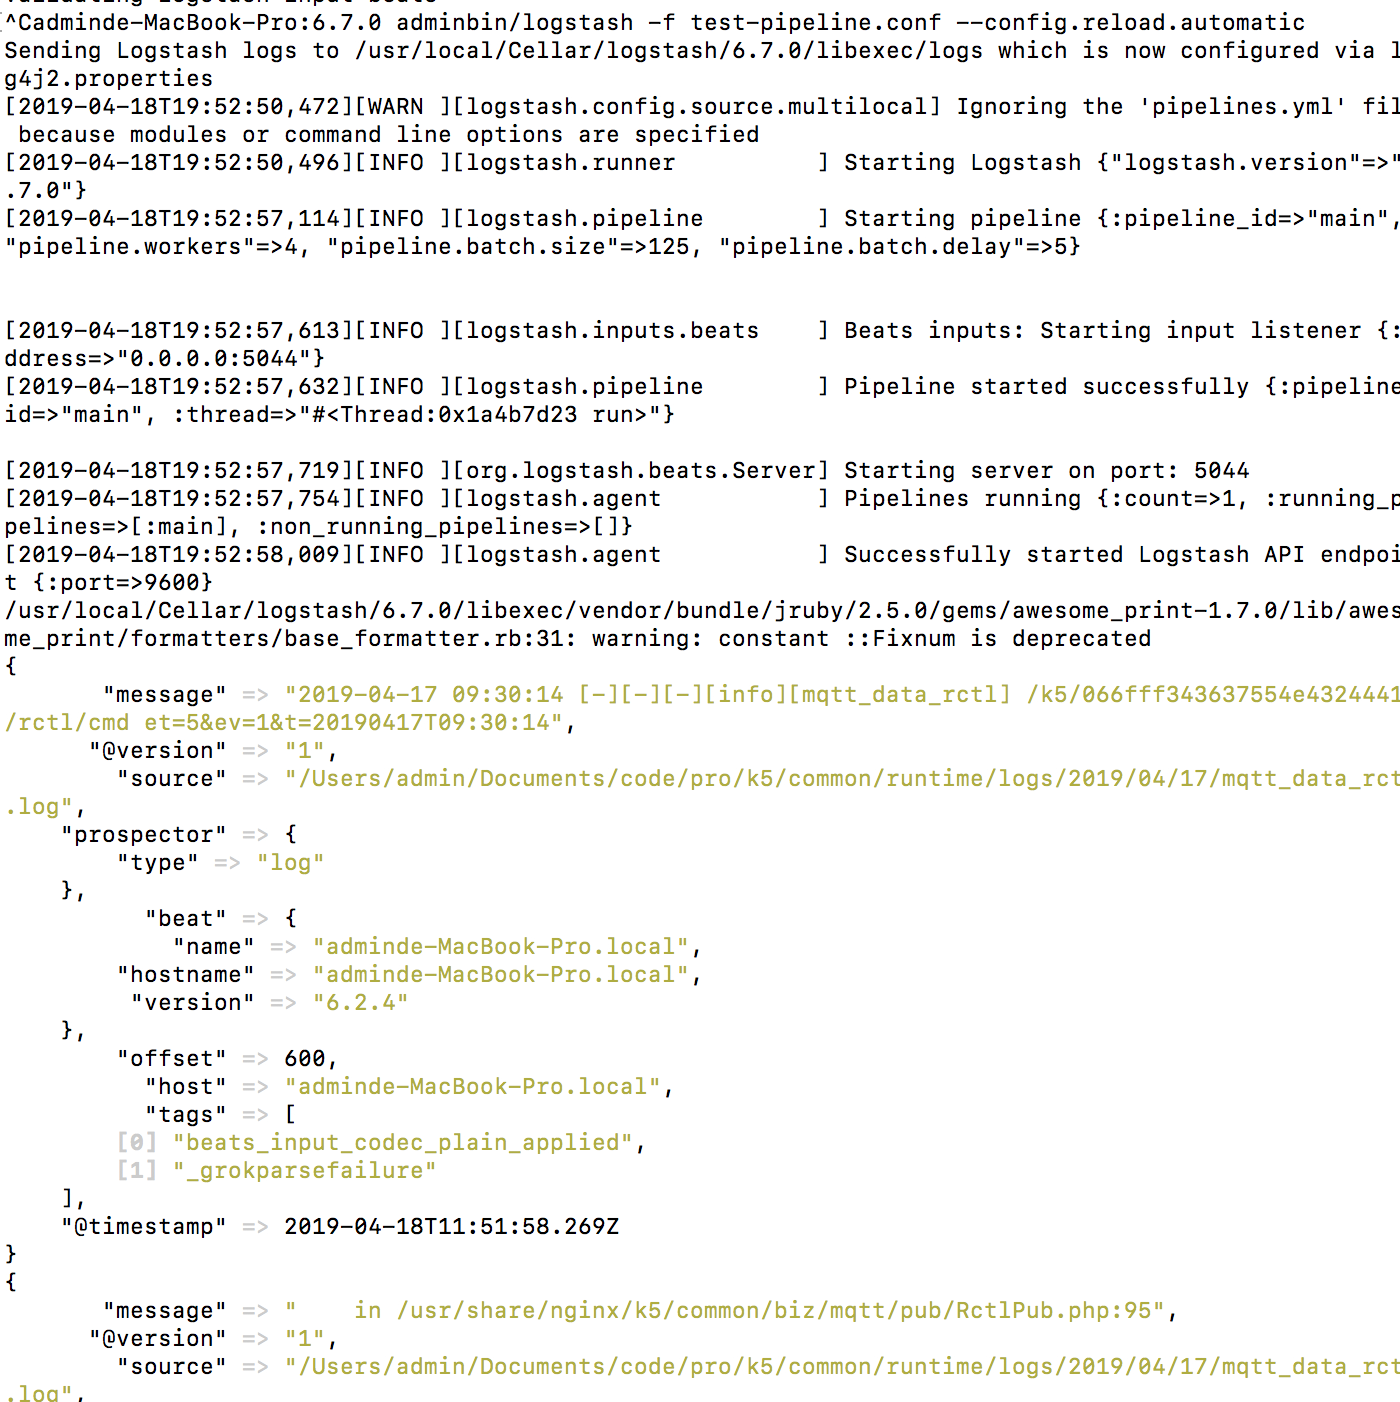 ^Cadminde-MacBook-Pro:6.7.0 adminbin/logstash -f test-pipeline.conf --config.reload.automatic
Sending Logstash logs to /usr/local/Cellar/logstash/6.7.0/libexec/logs which is now configured via l
g4j2.properties
[2019-04-18T19:52:50,472][WARN ][logstash.config.source.multilocal] Ignoring the 'pipelines.yml' fil
 because modules or command line options are specified
[2019-04-18T19:52:50,496][INFO ][logstash.runner          ] Starting Logstash {"logstash.version"=>"
.7.0"}
[2019-04-18T19:52:57,114][INFO ][logstash.pipeline        ] Starting pipeline {:pipeline_id=>"main",
"pipeline.workers"=>4, "pipeline.batch.size"=>125, "pipeline.batch.delay"=>5}
[2019-04-18T19:52:57,613][INFO ][logstash.inputs.beats    ] Beats inputs: Starting input listener {:
ddress=>"0.0.0.0:5044"}
[2019-04-18T19:52:57,632][INFO ][logstash.pipeline        ] Pipeline started successfully {:pipeline
id=>"main", :thread=>"#<Thread:0x1a4b7d23 run>"}
[2019-04-18T19:52:57,719][INFO ][org.logstash.beats.Server] Starting server on port: 5044
[2019-04-18T19:52:57,754][INFO ][logstash.agent           ] Pipelines running {:count=>1, :running_p
pelines=>[:main], :non_running_pipelines=>[]}
[2019-04-18T19:52:58,009][INFO ][logstash.agent           ] Successfully started Logstash API endpoi
t {:port=>9600}
/usr/local/Cellar/logstash/6.7.0/libexec/vendor/bundle/jruby/2.5.0/gems/awesome_print-1.7.0/lib/awes
me_print/formatters/base_formatter.rb:31: warning: constant ::Fixnum is deprecated
{
       "message" => "2019-04-17 09:30:14 [-][-][-][info][mqtt_data_rctl] /k5/066fff343637554e4324441
/rctl/cmd et=5&ev=1&t=20190417T09:30:14",
      "@version" => "1",
        "source" => "/Users/admin/Documents/code/pro/k5/common/runtime/logs/2019/04/17/mqtt_data_rct
.log",
    "prospector" => {
        "type" => "log"
    },
          "beat" => {
            "name" => "adminde-MacBook-Pro.local",
        "hostname" => "adminde-MacBook-Pro.local",
         "version" => "6.2.4"
    },
        "offset" => 600,
          "host" => "adminde-MacBook-Pro.local",
          "tags" => [
        [0] "beats_input_codec_plain_applied",
        [1] "_grokparsefailure"
    ],
    "@timestamp" => 2019-04-18T11:51:58.269Z
}
{
       "message" => "    in /usr/share/nginx/k5/common/biz/mqtt/pub/RctlPub.php:95",
      "@version" => "1",
        "source" => "/Users/admin/Documents/code/pro/k5/common/runtime/logs/2019/04/17/mqtt_data_rct
.log",